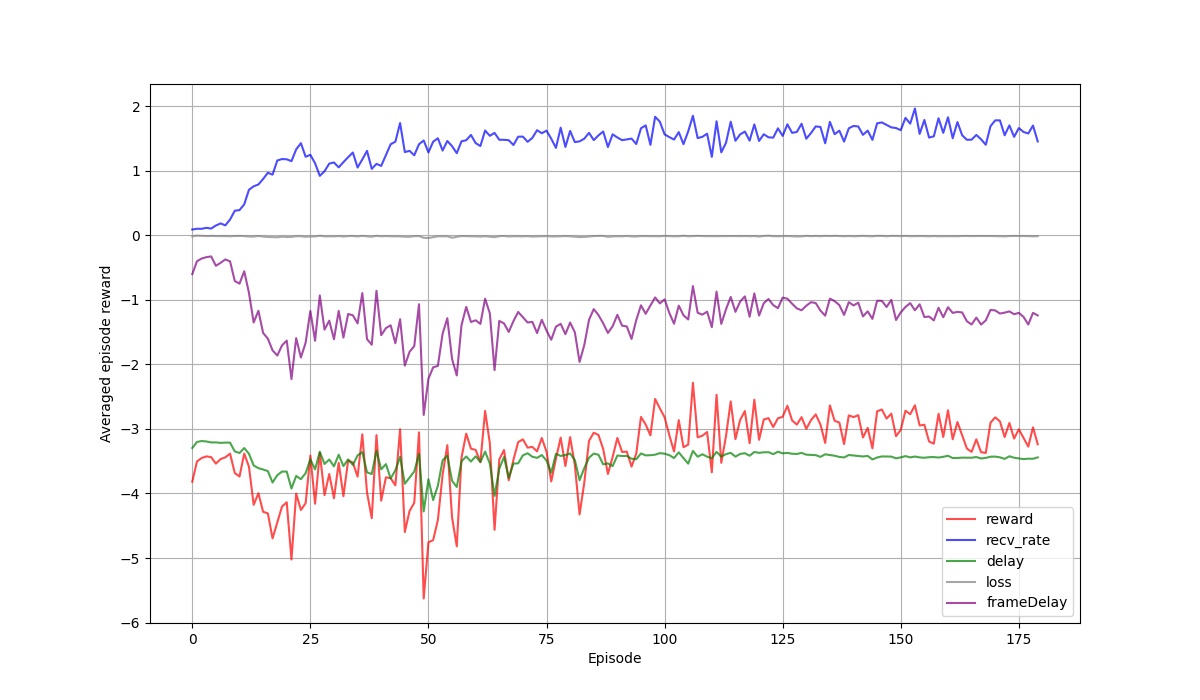 2
1
0
−1
−2
−3
−4
−5
−6
Averaged episode reward
0
25
50
75
100
125
150
175
Episode
reward
recv_rate
delay
loss
frameDelay